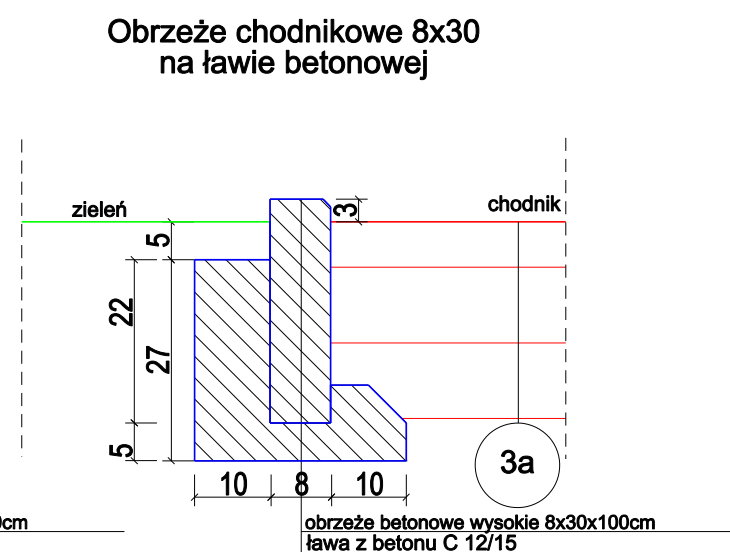 Obrzeże chodnikowe 8x30
na ławie betonowej
zieleń
chodnik
3
5
22
27
5
10
8
10
3a
0cm
obrzeże betonowe wysokie 8x30x100cm
ława z betonu C 12/15